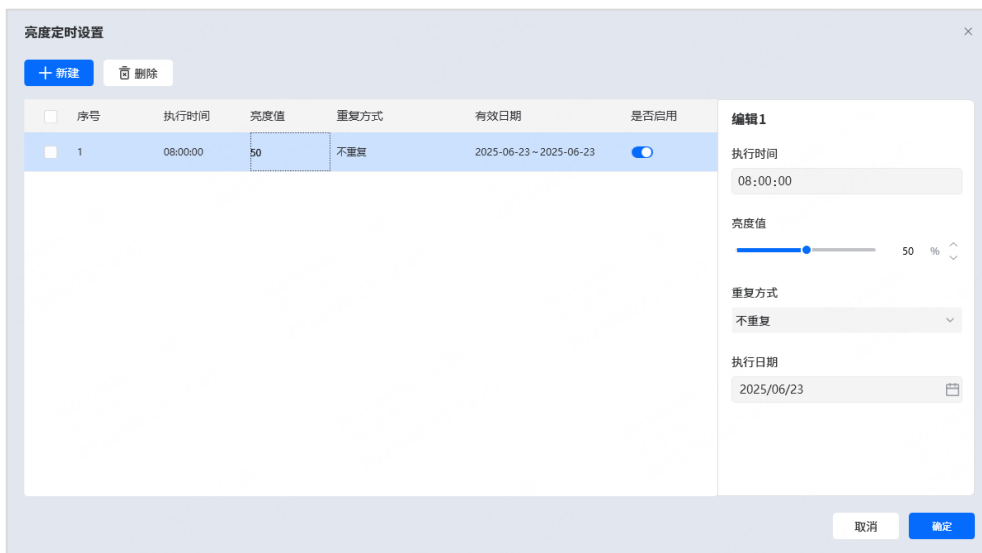 亮度定时设置
新建 删除
序号 执行时间 亮度值 重复方式 有效日期 是否启用
1 08:00:00 50 不重复 2025-06-23 ~ 2025-06-23
编辑1
执行时间
08:00:00
亮度值
50 %
重复方式
不重复
执行日期
2025/06/23
取消 确定